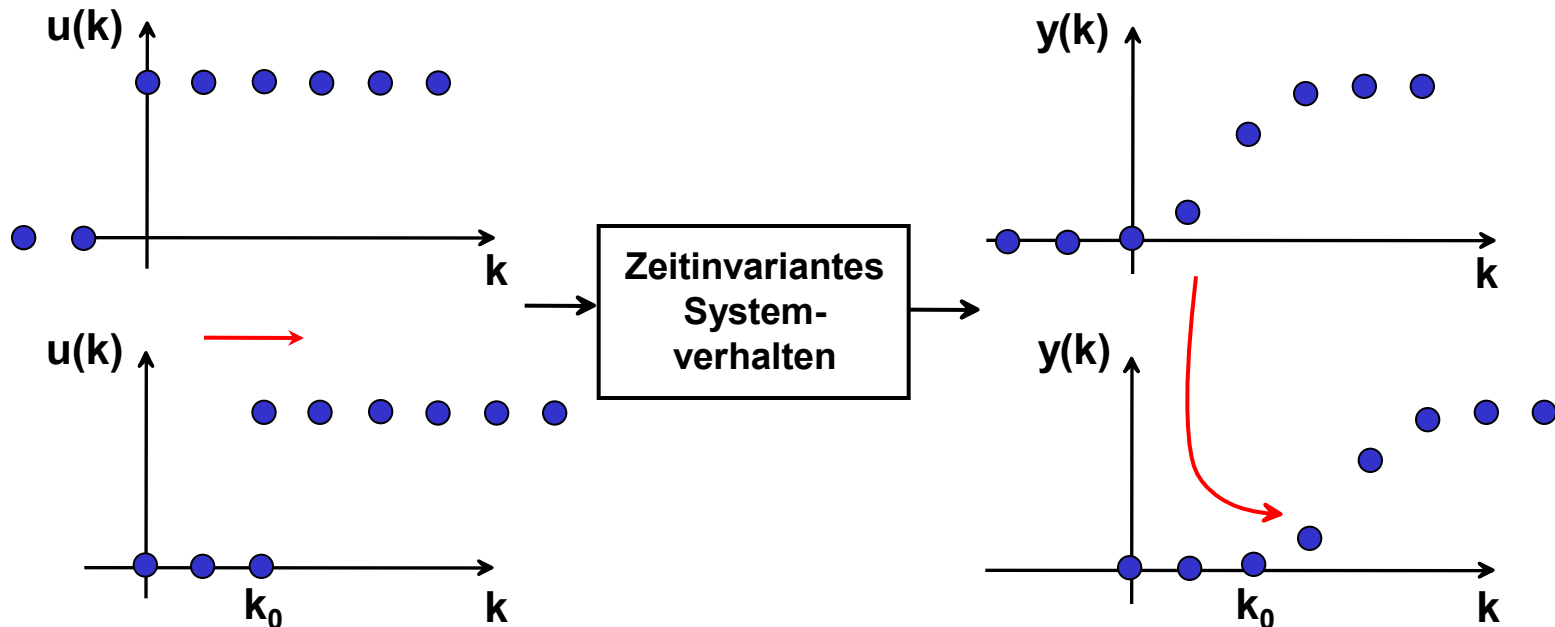 u(k)
k
y(k)
k
Zeitinvariantes
System-
verhalten
u(k)
k₀
k
y(k)
k₀
k